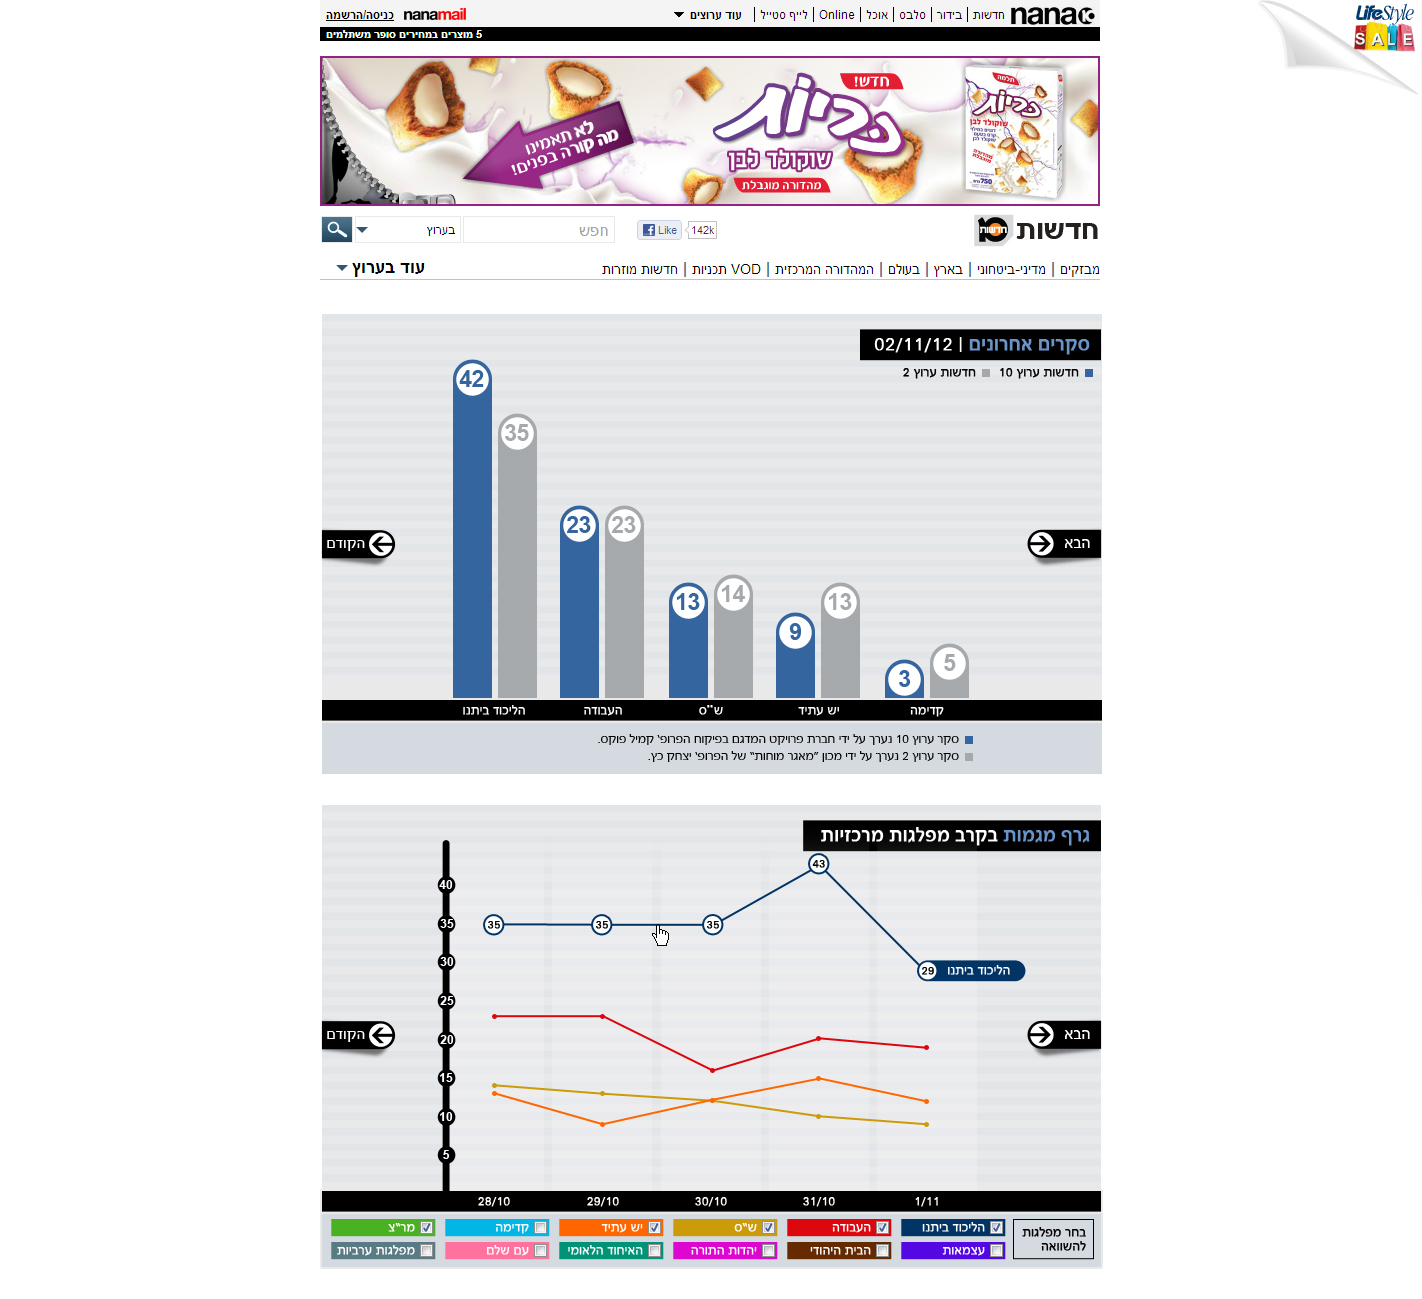 nana10 חדשות | בידור | סלבס | אוכל | Online | לייף סטייל | עוד ערוצים nanamail כניסה/הרשמה
5 מוצרים במחירים סופר משתלמים
LifeStyle
SALE
חדש!
כריות
שוקולד לבן
מהדורה מוגבלת
לא תאמינו
מה קורה בפנים!
תלמה
כריות
שוקולד לבן
750
חדשות 10 חדשות
Like 142k
חפש
בערוץ
מבזקים | מדיני-ביטחוני | בארץ | בעולם | המהדורה המרכזית | VOD תכניות | חדשות מוזרות
עוד בערוץ
סקרים אחרונים | 02/11/12
חדשות ערוץ 10 חדשות ערוץ 2
42 35 23 23 13 14 9 13 3 5
הקודם
הבא
הליכוד ביתנו העבודה ש"ס יש עתיד קדימה
סקר ערוץ 10 נערך על ידי חברת פרויקט המדגם בפיקוח הפרופ' קמיל פוקס.
סקר ערוץ 2 נערך על ידי מכון "מאגר מוחות" של הפרופ' יצחק כץ.
גרף מגמות בקרב מפלגות מרכזיות
40
35
30
25
20
15
10
5
35 35 35 43 29 הליכוד ביתנו
הקודם
הבא
28/10 29/10 30/10 31/10 1/11
בחר מפלגות
להשוואה
הליכוד ביתנו העבודה ש"ס יש עתיד קדימה מר"צ
עצמאות הבית היהודי יהדות התורה האיחוד הלאומי עם שלם מפלגות ערביות